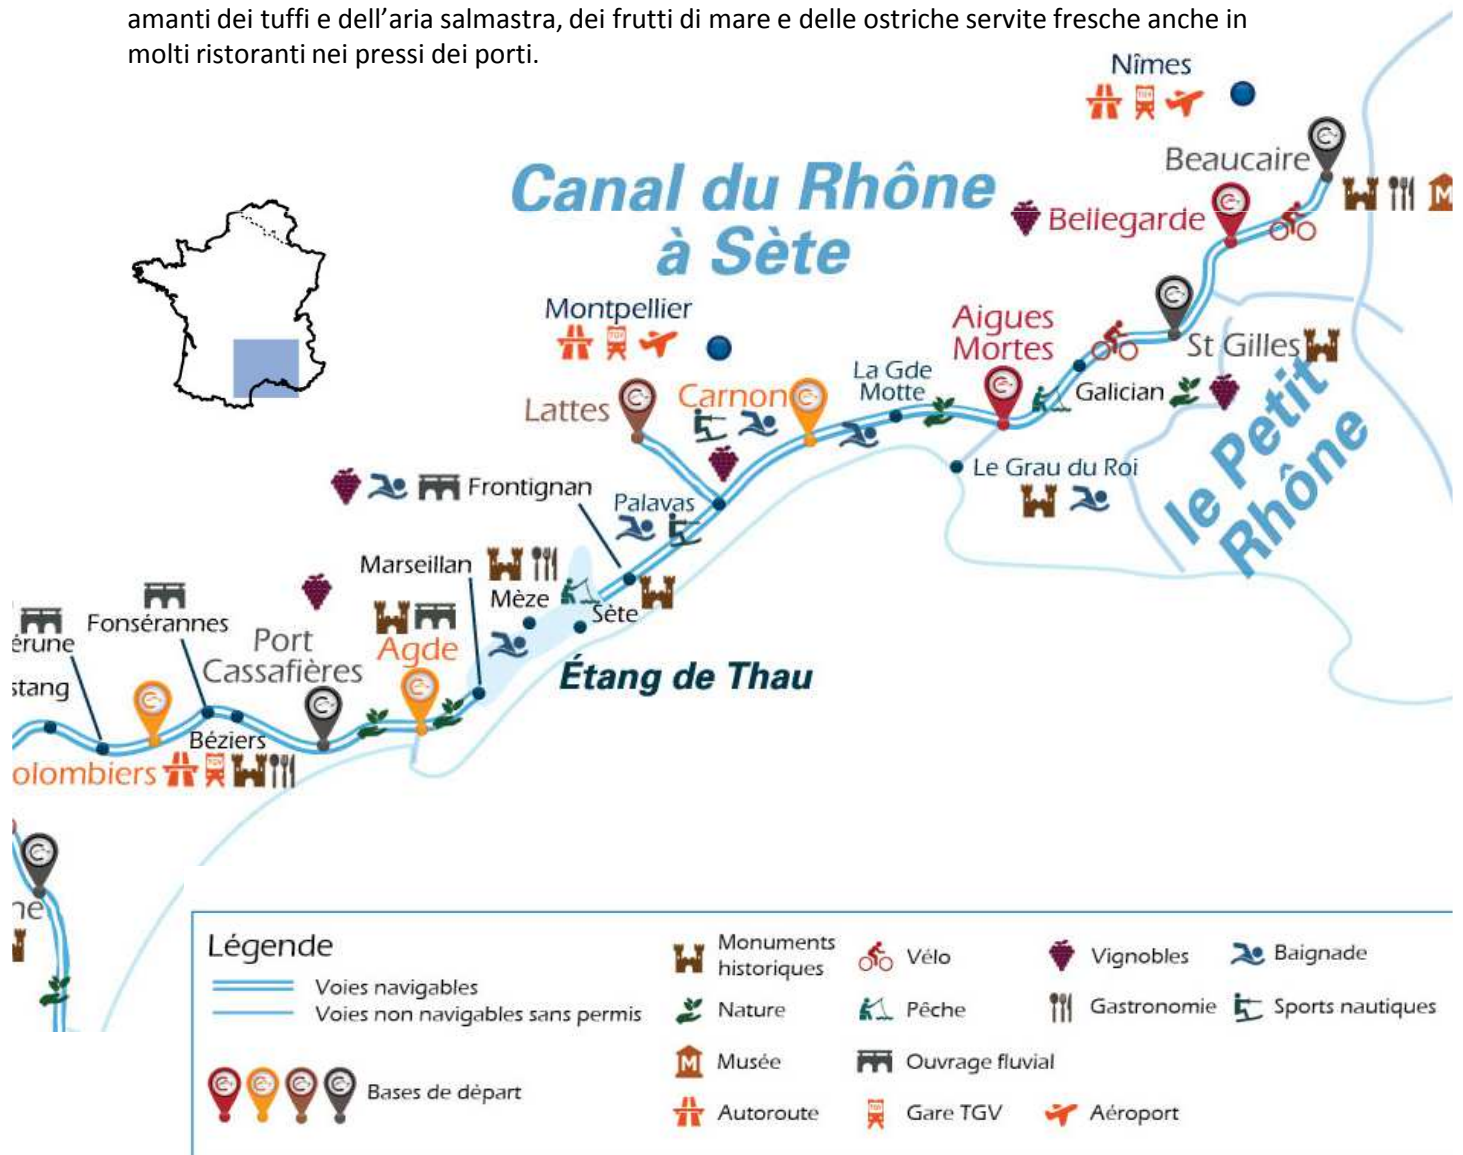 amanti dei tuffi e dell’aria salmastra, dei frutti di mare e delle ostriche servite fresche anche in
molti ristoranti nei pressi dei porti.
Nîmes
Beaucaire
Canal du Rhône
à Sète
Bellegarde
Montpellier
Aigues
Mortes
St Gilles
La Gde
Motte
Galician
Carnon
Lattes
le Petit
Rhône
Le Grau du Roi
Frontignan
Palavas
Marseillan
Mèze
Sète
Fonsérannes
Port
Cassafières
Agde
érune
stang
Étang de Thau
Béziers
olombiers
ne
Légende
Voies navigables
Voies non navigables sans permis
Bases de départ
Monuments
historiques
Vélo
Vignobles
Baignade
Nature
Pêche
Gastronomie
Sports nautiques
Musée
Ouvrage fluvial
Autoroute
Gare TGV
Aéroport